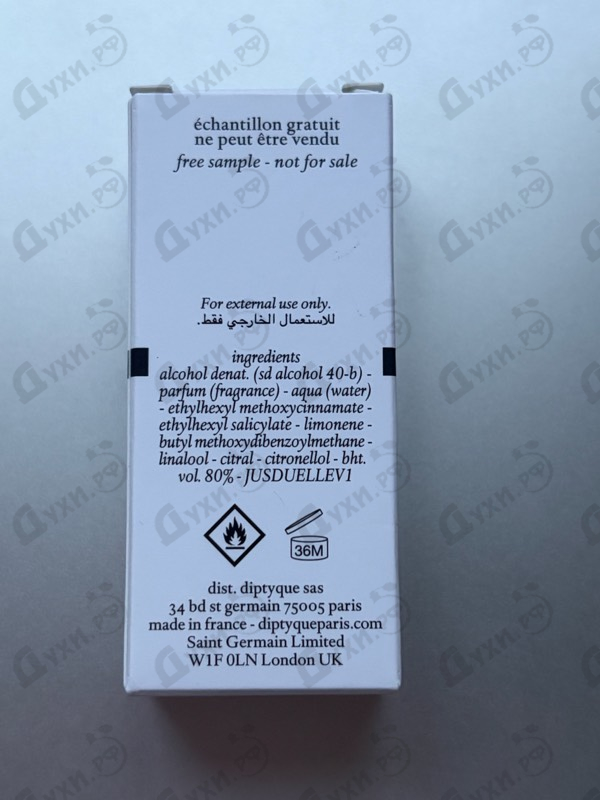 échantillon gratuit
ne peut être vendu
free sample - not for sale
For external use only.
للاستعمال الخارجي فقط.
ingredients
alcohol denat. (sd alcohol 40-b) -
parfum (fragrance) - aqua (water)
- ethylhexyl methoxycinnamate -
ethylhexyl salicylate - limonene -
butyl methoxydibenzoylmethane -
linalool - citral - citronellol - bht.
vol. 80% - JUSDUELLEV1
36M
dist. diptyque sas
34 bd st germain 75005 paris
made in france - diptyqueparis.com
Saint Germain Limited
W1F 0LN London UK
Духи.рф